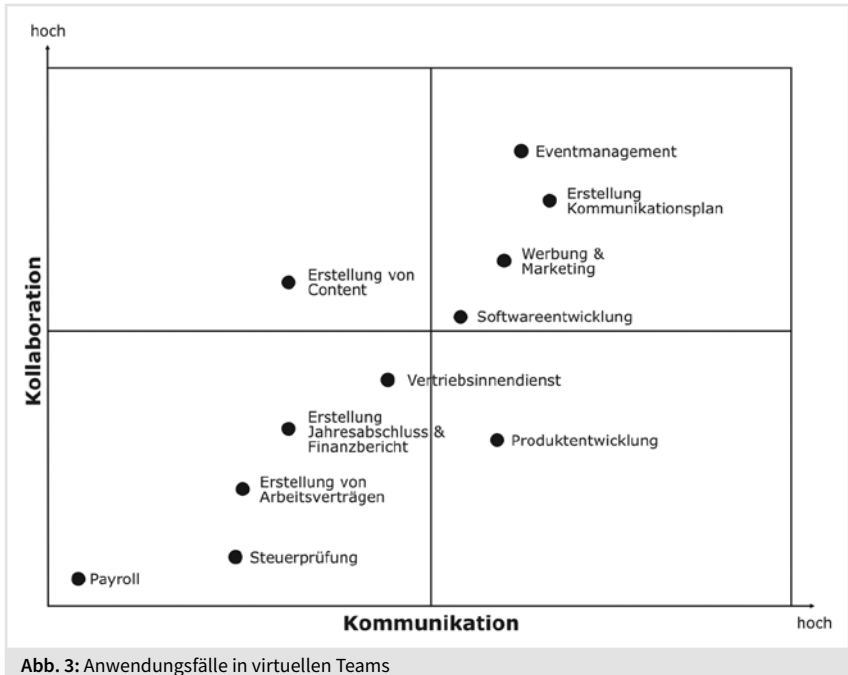 hoch
Eventmanagement
Erstellung
Kommunikationsplan
Werbung &
Marketing
Erstellung von
Content
Softwareentwicklung
Kollaboration
Vertriebsinnendienst
Erstellung
Jahresabschluss &
Finanzbericht
Produktentwicklung
Erstellung von
Arbeitsverträgen
Steuerprüfung
Payroll
Kommunikation
hoch
Abb. 3: Anwendungsfälle in virtuellen Teams